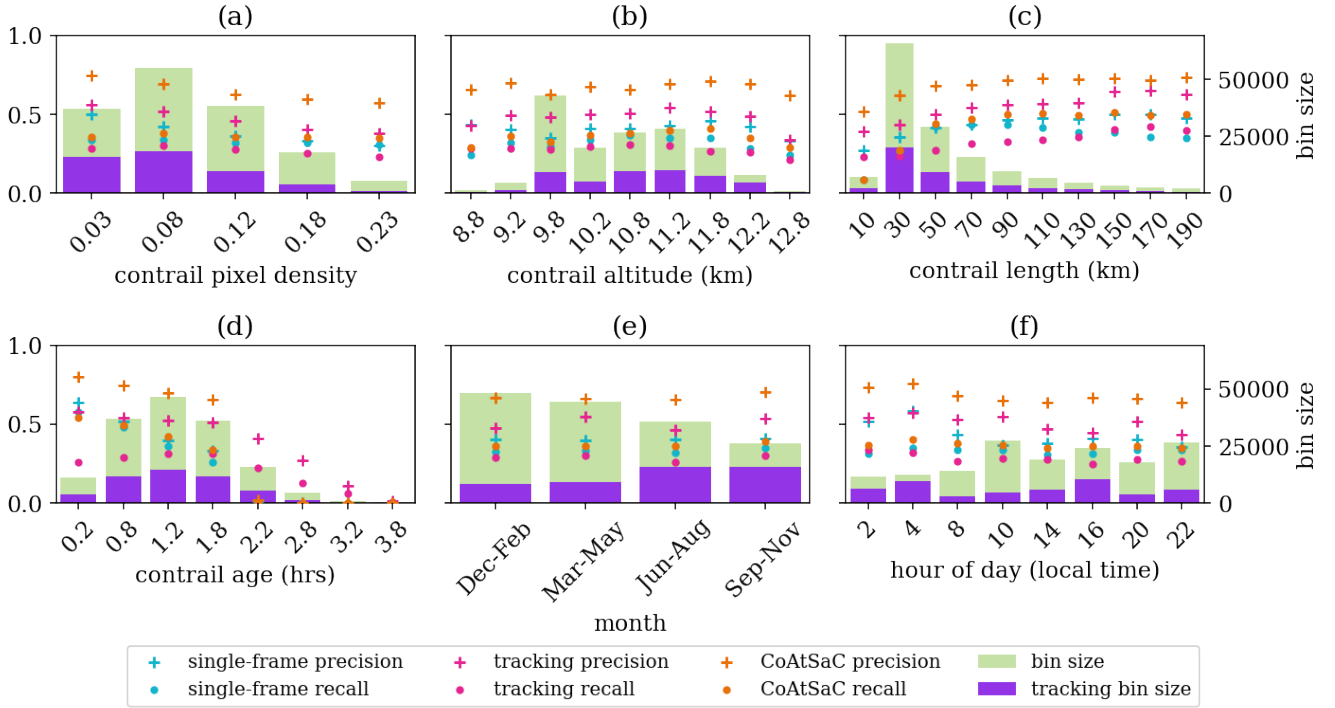 (a) (b) (c)
1.0
0.5
0.0
50000
25000
0
bin size
0.03 0.08 0.12 0.18 0.23
8.8 9.2 9.8 10.2 10.8 11.2 11.8 12.2 12.8
10 30 50 70 90 110 130 150 170 190
contrail pixel density
contrail altitude (km)
contrail length (km)
(d) (e) (f)
1.0
0.5
0.0
50000
25000
0
bin size
0.2 0.8 1.2 1.8 2.2 2.8 3.2 3.8
Dec-Feb Mar-May Jun-Aug Sep-Nov
2 4 8 10 14 16 20 22
contrail age (hrs)
month
hour of day (local time)
single-frame precision tracking precision CoAtSaC precision bin size
single-frame recall tracking recall CoAtSaC recall tracking bin size